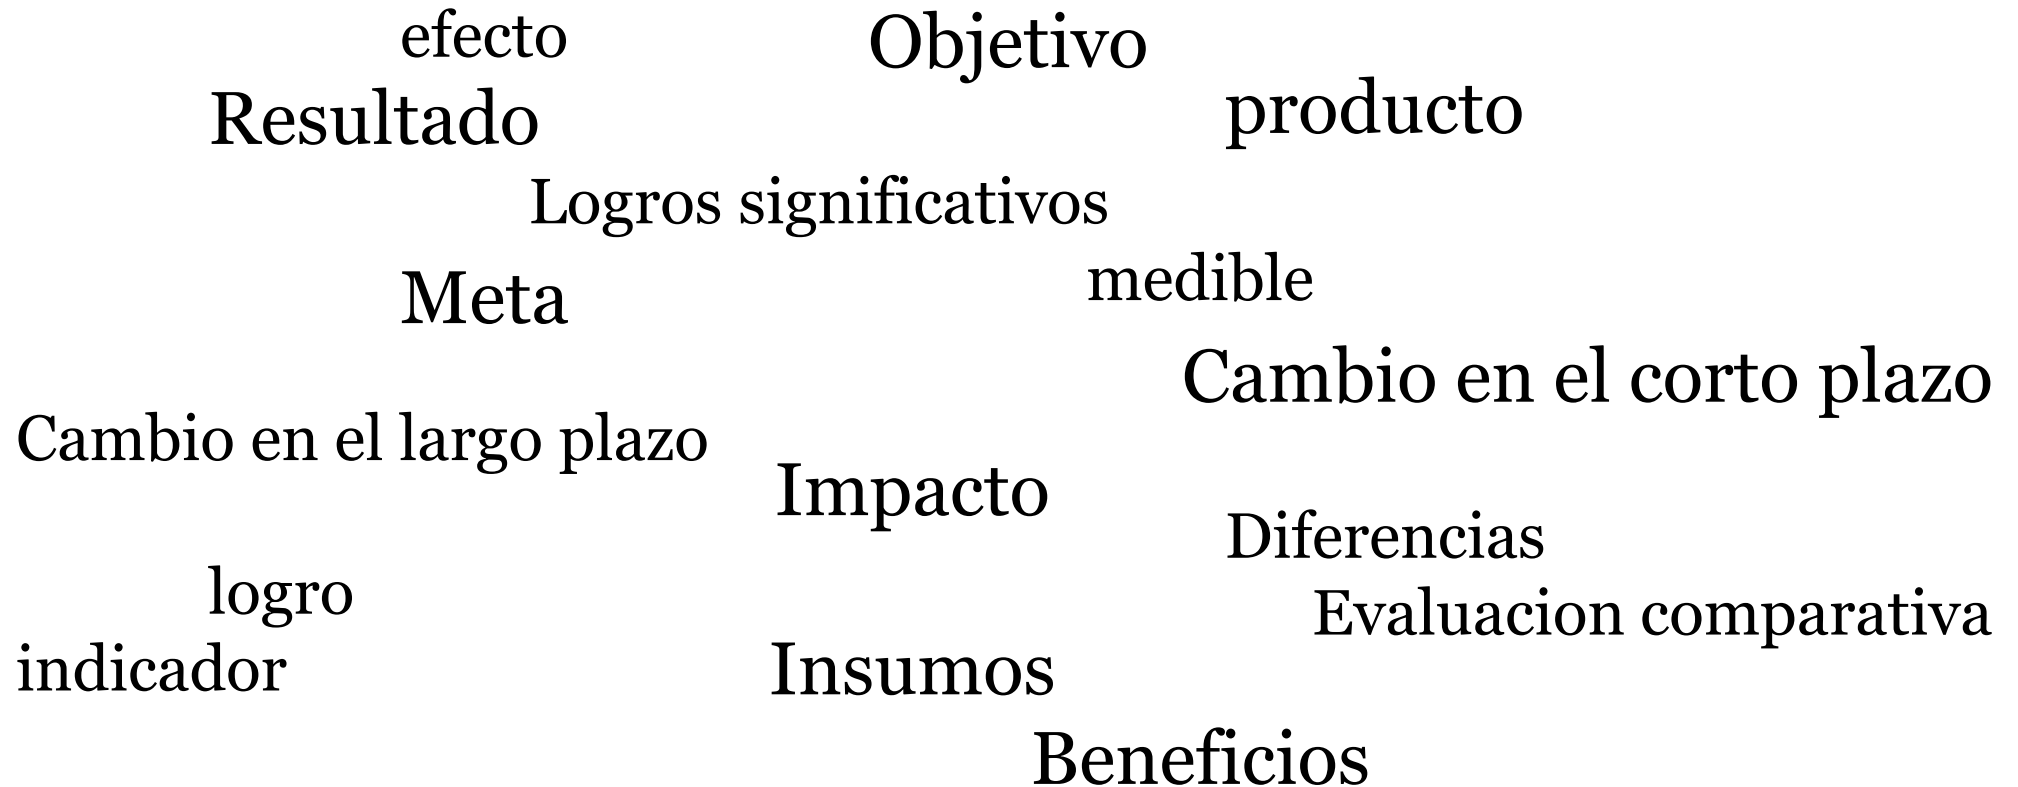 efecto
Objetivo
Resultado
producto
Logros significativos
Meta
medible
Cambio en el corto plazo
Cambio en el largo plazo
Impacto
Diferencias
logro
Evaluacion comparativa
indicador
Insumos
Beneficios